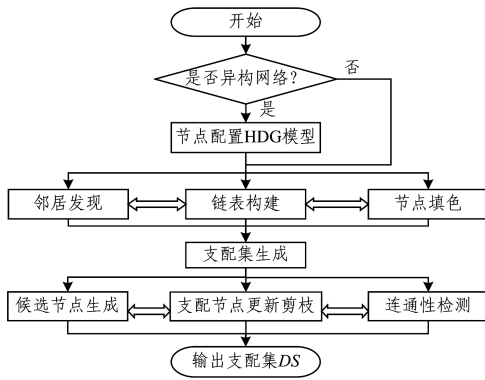 开始
是否异构网络?
否
是
节点配置HDG模型
邻居发现
链表构建
节点填色
支配集生成
候选节点生成
支配节点更新剪枝
连通性检测
输出支配集DS